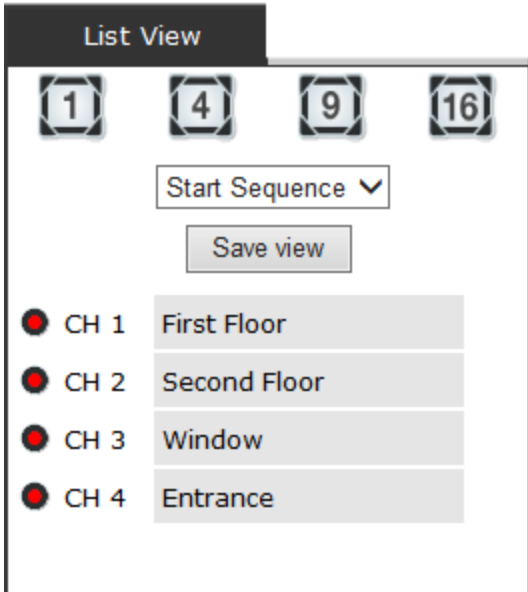 List View
1 4 9 16
Start Sequence
Save view
CH 1 First Floor
CH 2 Second Floor
CH 3 Window
CH 4 Entrance